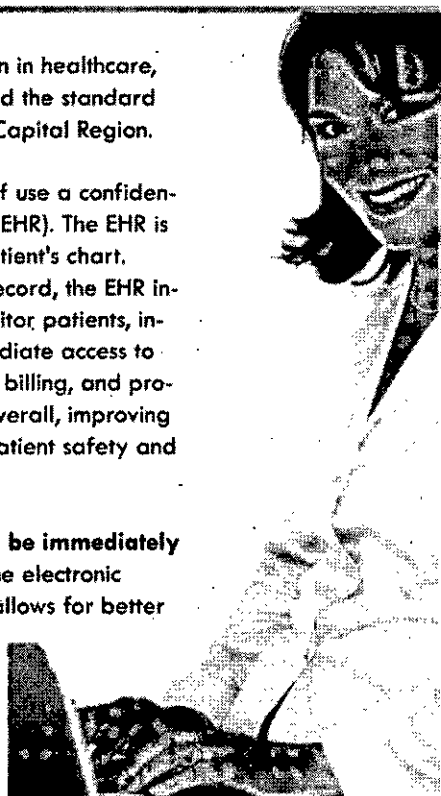 n in healthcare,
d the standard
Capital Region.
f use a confiden-
EHR). The EHR is
tient's chart.
ecord, the EHR in-
itor patients, in-
diate access to
billing, and pro-
verall, improving
atient safety and
be immediately
ne electronic
allows for better